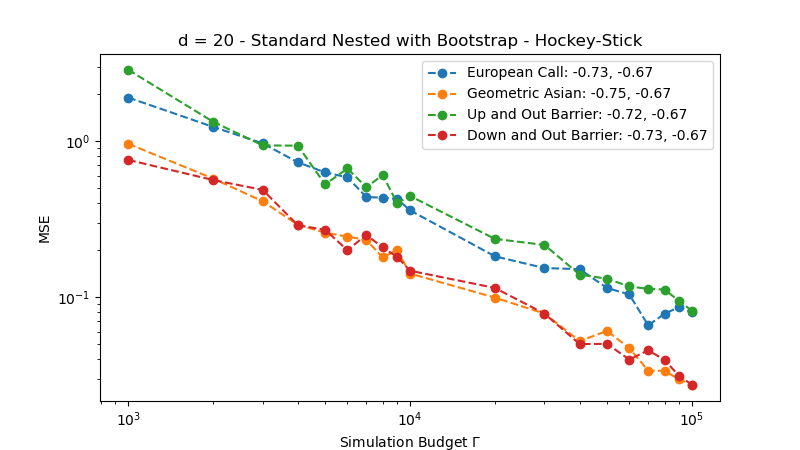 d = 20 - Standard Nested with Bootstrap - Hockey-Stick
European Call: -0.73, -0.67
Geometric Asian: -0.75, -0.67
Up and Out Barrier: -0.72, -0.67
Down and Out Barrier: -0.73, -0.67
MSE
10⁰
10⁻¹
10³
10⁴
10⁵
Simulation Budget Γ